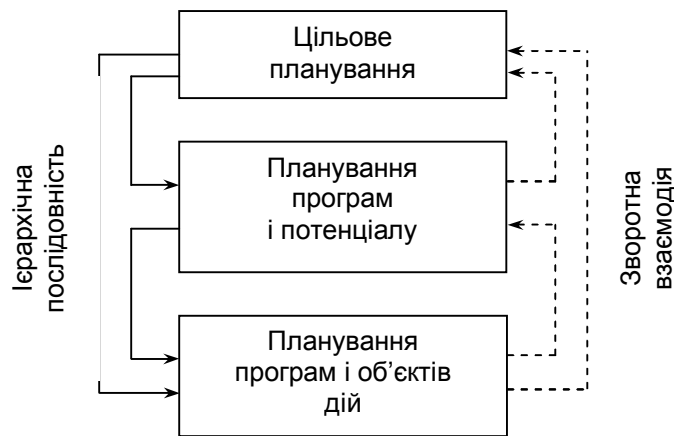 Цільове
планування
Ієрархічна
послідовність
Планування
програм
і потенціалу
Зворотна
взаємодія
Планування
програм і об’єктів
дій